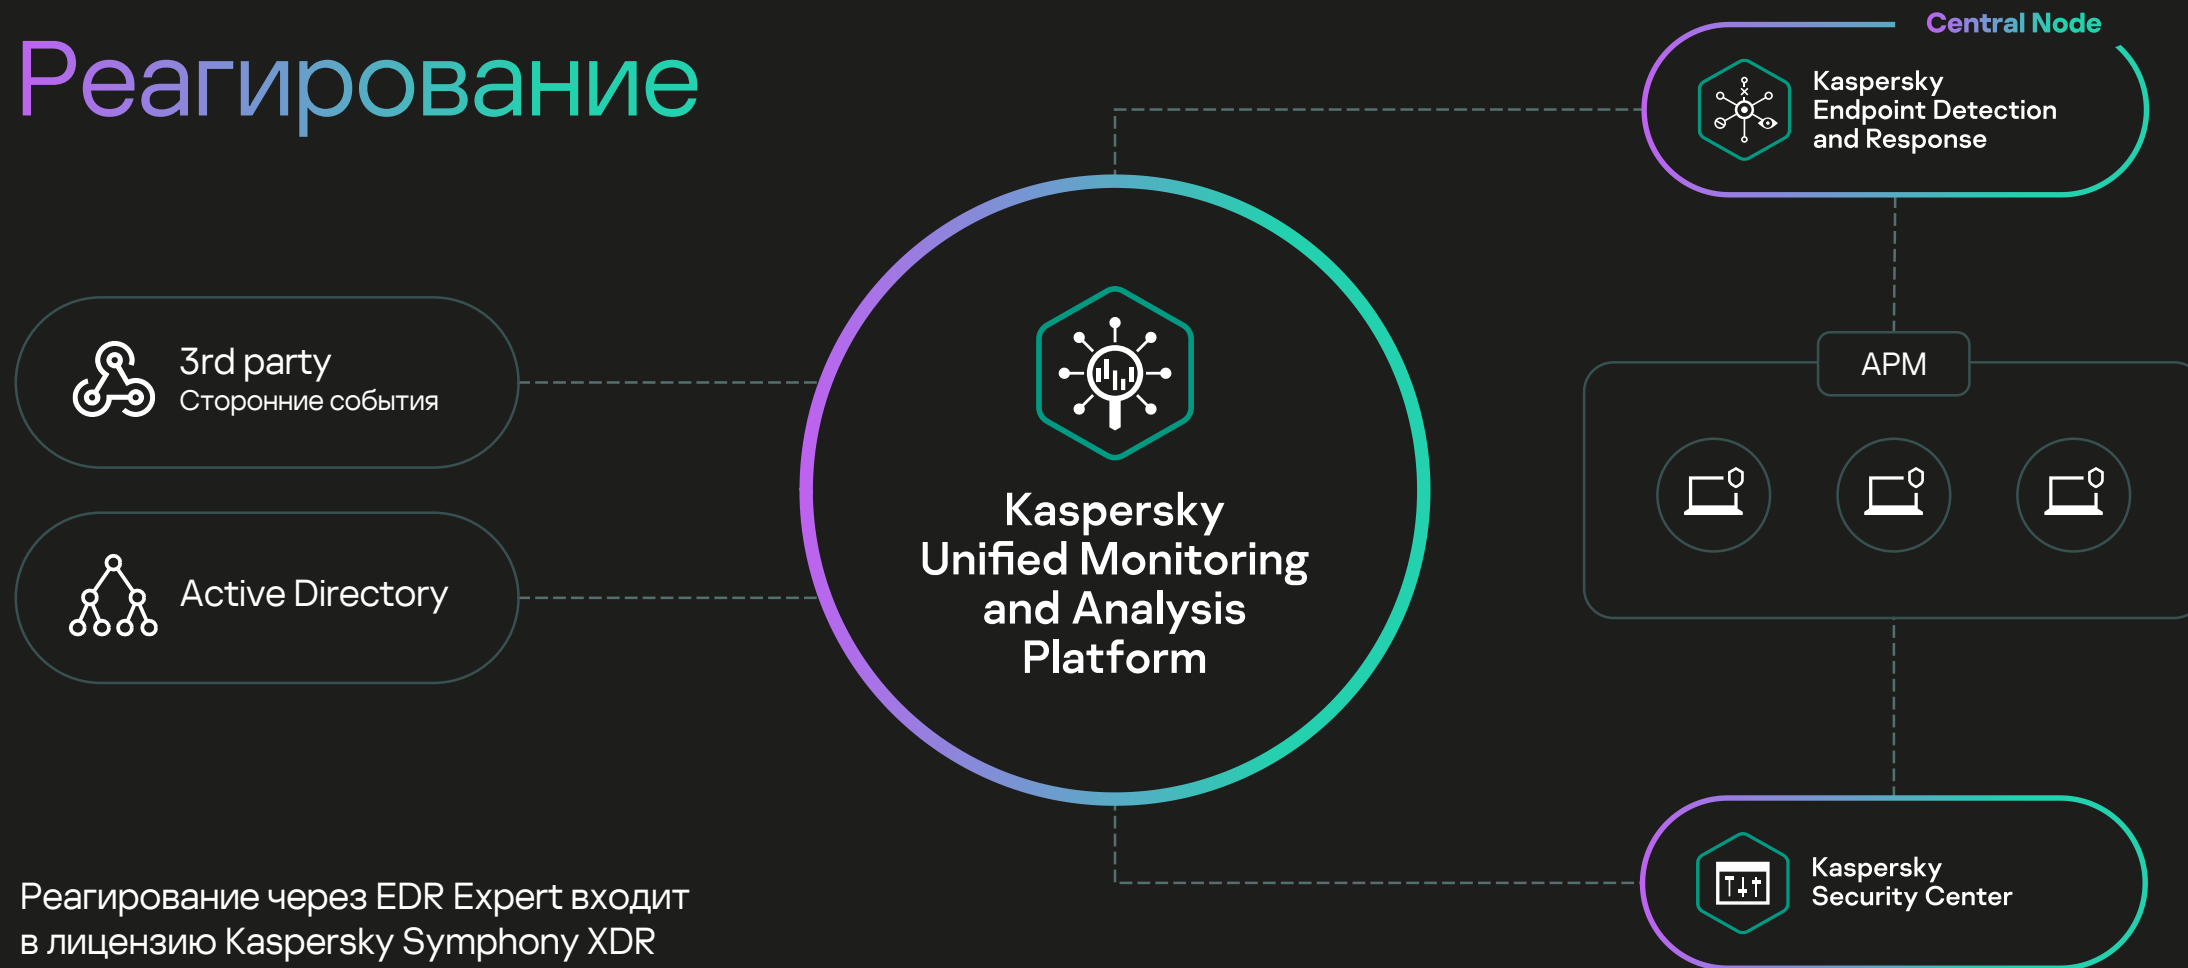 Реагирование
Central Node
Kaspersky
Endpoint Detection
and Response
3rd party
Сторонние события
Active Directory
Kaspersky
Unified Monitoring
and Analysis
Platform
АРМ
Kaspersky
Security Center
Реагирование через EDR Expert входит
в лицензию Kaspersky Symphony XDR